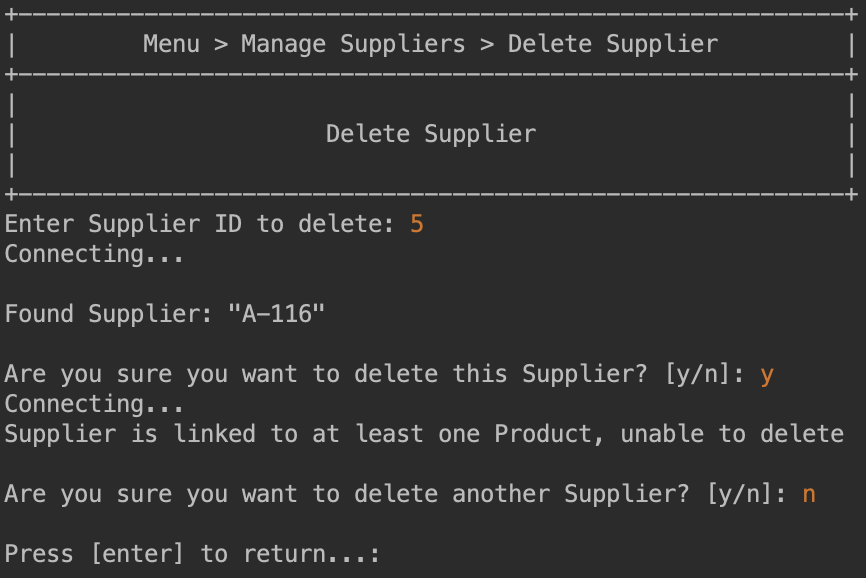 Menu > Manage Suppliers > Delete Supplier
Delete Supplier
Enter Supplier ID to delete: 5
Connecting...
Found Supplier: "A-116"
Are you sure you want to delete this Supplier? [y/n]: y
Connecting...
Supplier is linked to at least one Product, unable to delete
Are you sure you want to delete another Supplier? [y/n]: n
Press [enter] to return...: